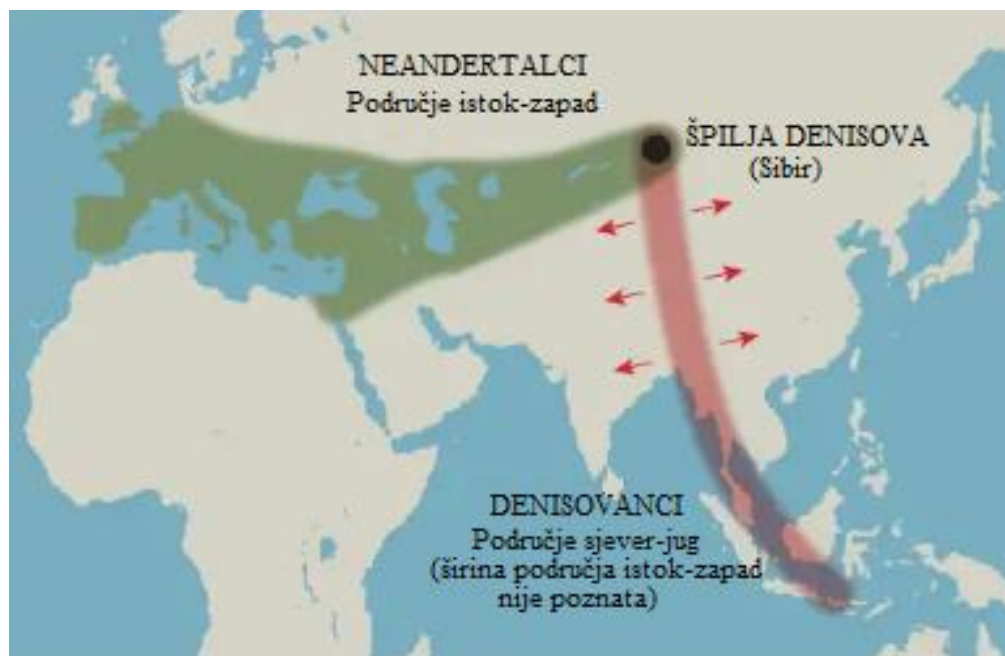 NEANDERTALCI
Područje istok-zapad
ŠPILJA DENISOVA
(Sibir)
DENISOVANCI
Područje sjever-jug
(širina područja istok-zapad
nije poznata)